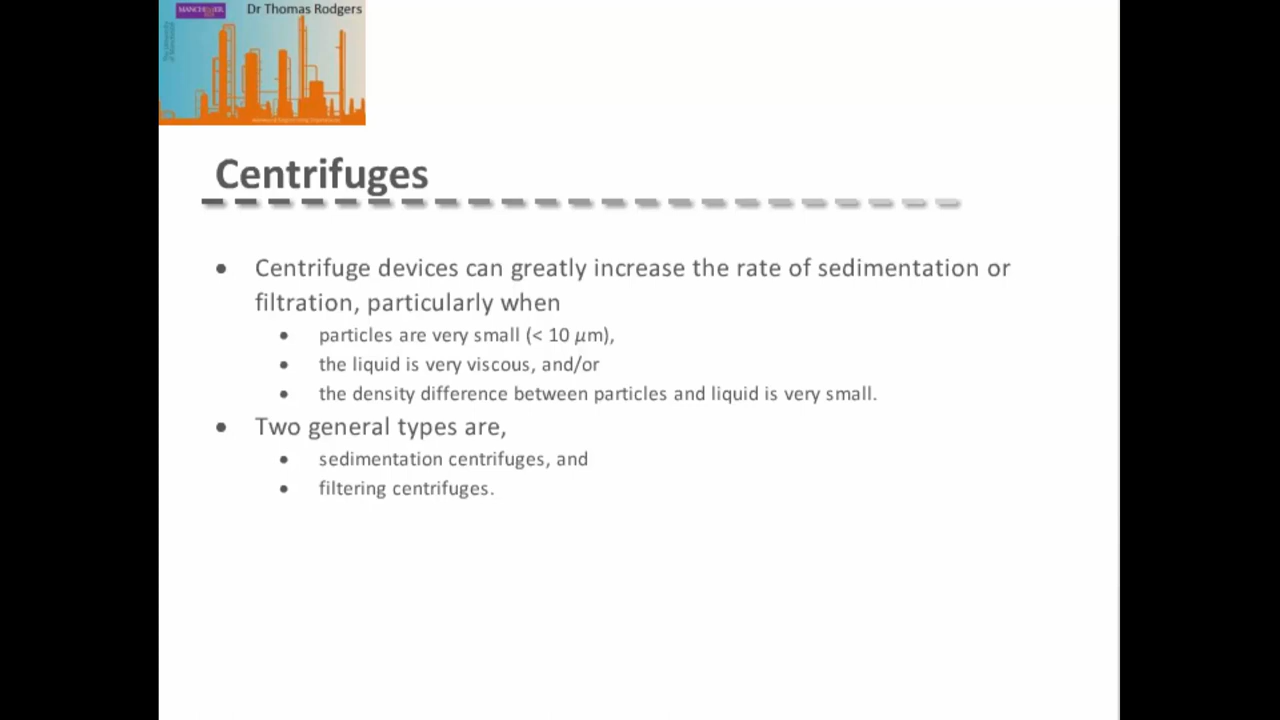 Dr Thomas Rodgers
Centrifuges
• Centrifuge devices can greatly increase the rate of sedimentation or
filtration, particularly when
• particles are very small (< 10 μm),
• the liquid is very viscous, and/or
• the density difference between particles and liquid is very small.
• Two general types are,
• sedimentation centrifuges, and
• filtering centrifuges.